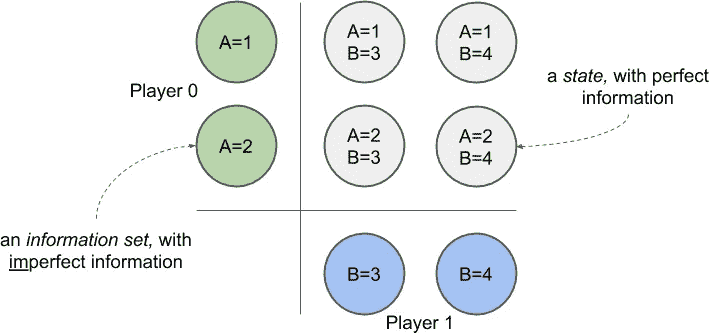 A=1
A=1
B=3
A=1
B=4
Player 0
a state, with perfect
information
A=2
A=2
B=3
A=2
B=4
an information set, with
imperfect information
B=3
B=4
Player 1